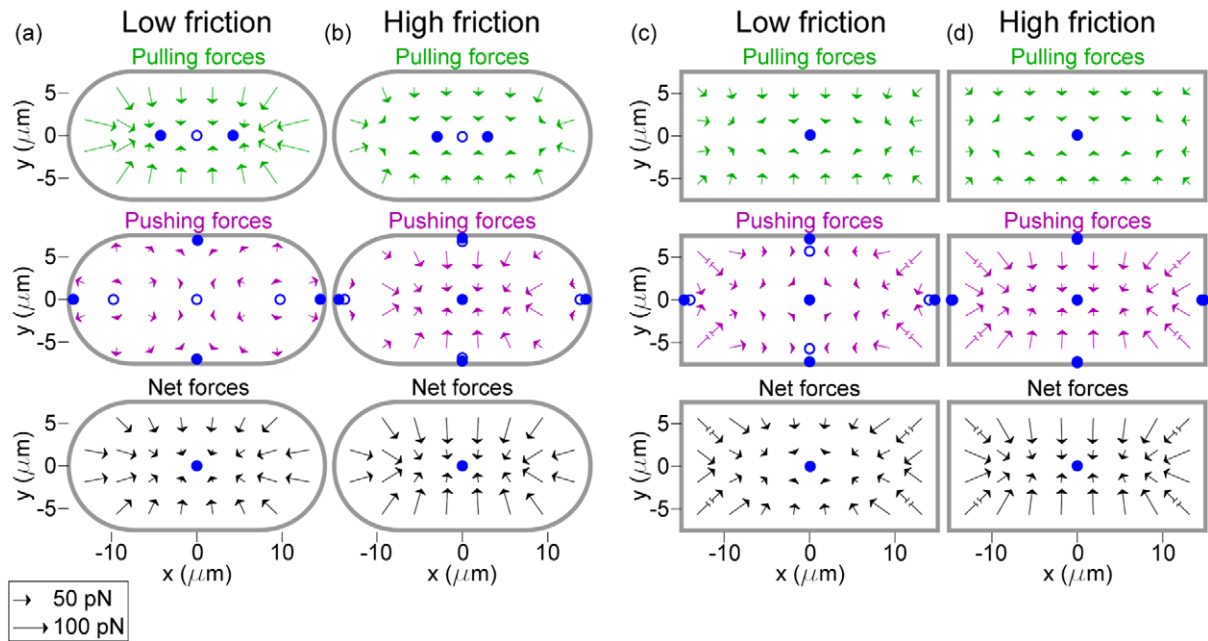 (a) Low friction (b) High friction (c) Low friction (d) High friction
Pulling forces Pulling forces Pulling forces Pulling forces
y (μm) 5 0 -5 y (μm) 5 0 -5
Pushing forces Pushing forces Pushing forces Pushing forces
y (μm) 5 0 -5 y (μm) 5 0 -5
Net forces Net forces Net forces Net forces
y (μm) 5 0 -5 y (μm) 5 0 -5
-10 0 10 -10 0 10 -10 0 10 -10 0 10
x (μm) x (μm) x (μm) x (μm)
50 pN
100 pN